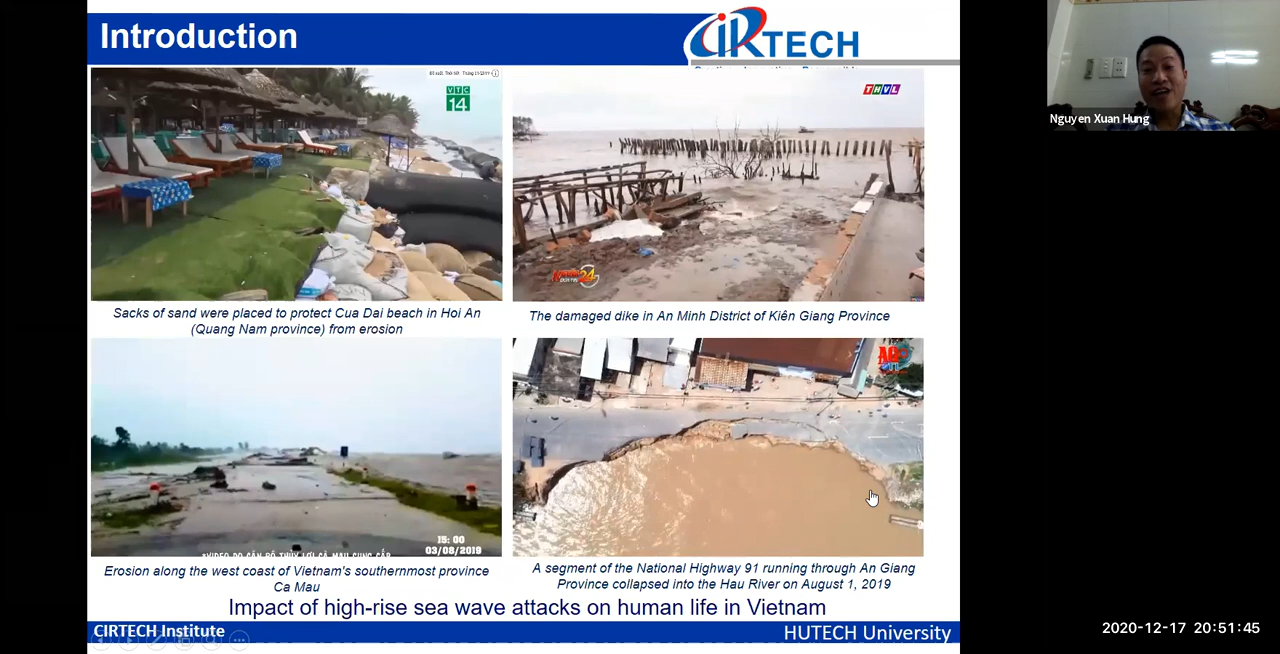 Introduction
CIRTECH
VTC
14
THVL
24
Sacks of sand were placed to protect Cua Dai beach in Hoi An
(Quang Nam province) from erosion
The damaged dike in An Minh District of Kiên Giang Province
15: 00
03/08/2019
Erosion along the west coast of Vietnam's southernmost province
Ca Mau
A segment of the National Highway 91 running through An Giang
Province collapsed into the Hau River on August 1, 2019
Impact of high-rise sea wave attacks on human life in Vietnam
CIRTECH Institute
HUTECH University
Nguyen Xuan Hung
2020-12-17 20:51:45